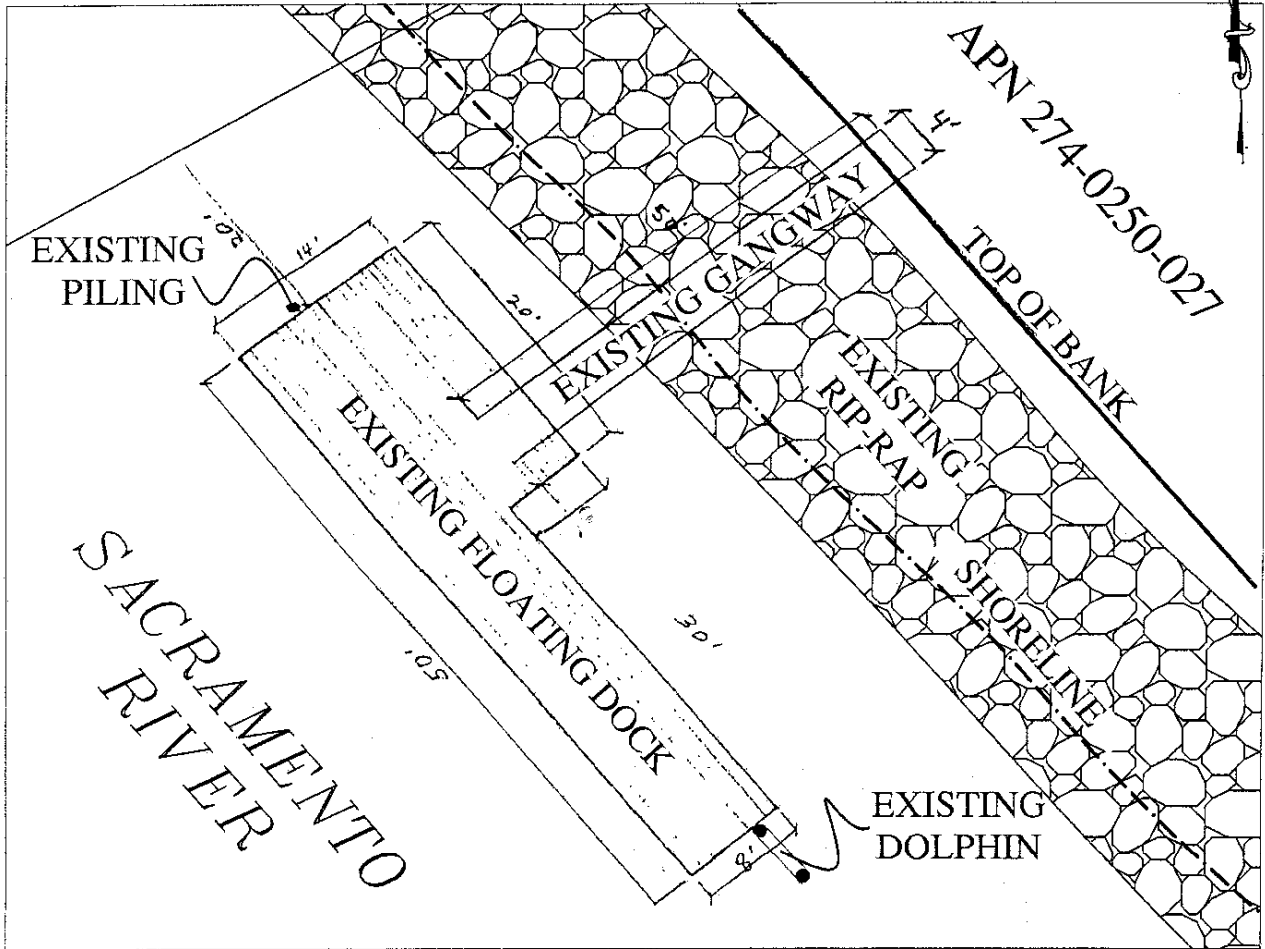 APN 274-0250-027
4'
TOP OF BANK
EXISTING GANGWAY
EXISTING
PILING
20'
14'
20'
EXISTING
RIP-RAP
EXISTING FLOATING DOCK
SHORELINE
30'
50'
SACRAMENTO
RIVER
EXISTING
DOLPHIN
8'